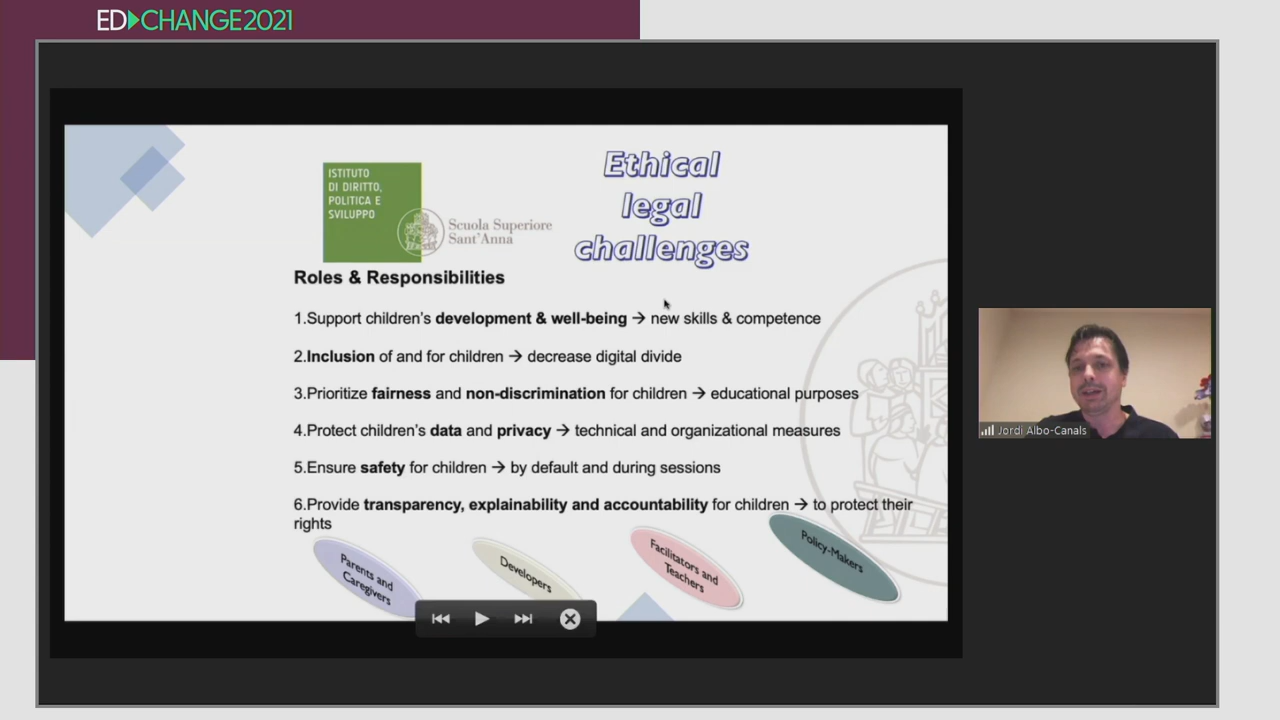 ED CHANGE2021
ISTITUTO
DI DIRITTO,
POLITICA E
SVILUPPO
Scuola Superiore
Sant'Anna
Ethical
legal
challenges
Roles & Responsibilities
1.Support children's development & well-being → new skills & competence
2.Inclusion of and for children → decrease digital divide
3.Prioritize fairness and non-discrimination for children → educational purposes
4.Protect children's data and privacy → technical and organizational measures
5.Ensure safety for children → by default and during sessions
6.Provide transparency, explainability and accountability for children → to protect their
rights
Parents and
Caregivers
Developers
Facilitators and
Teachers
Policy-Makers
Jordi Albo-Canals